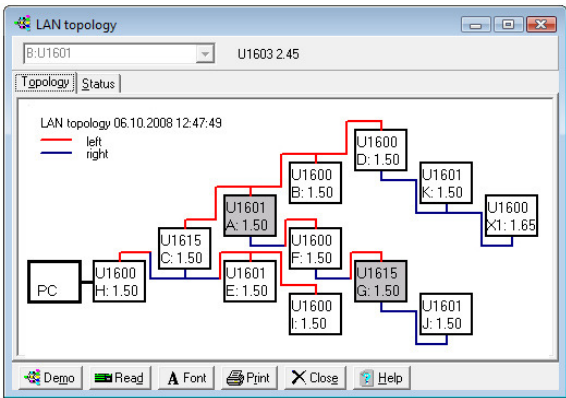 LAN topology
B:U1601
U1603 2.45
Topology
Status
LAN topology 06.10.2008 12:47:49
left
right
U1600
D: 1.50
U1600
B: 1.50
U1601
K: 1.50
U1601
A: 1.50
U1600
X1: 1.65
U1615
C: 1.50
U1600
F: 1.50
PC
U1600
H: 1.50
U1601
E: 1.50
U1615
G: 1.50
U1600
I: 1.50
U1601
J: 1.50
Demo
Read
A Font
Print
Close
Help